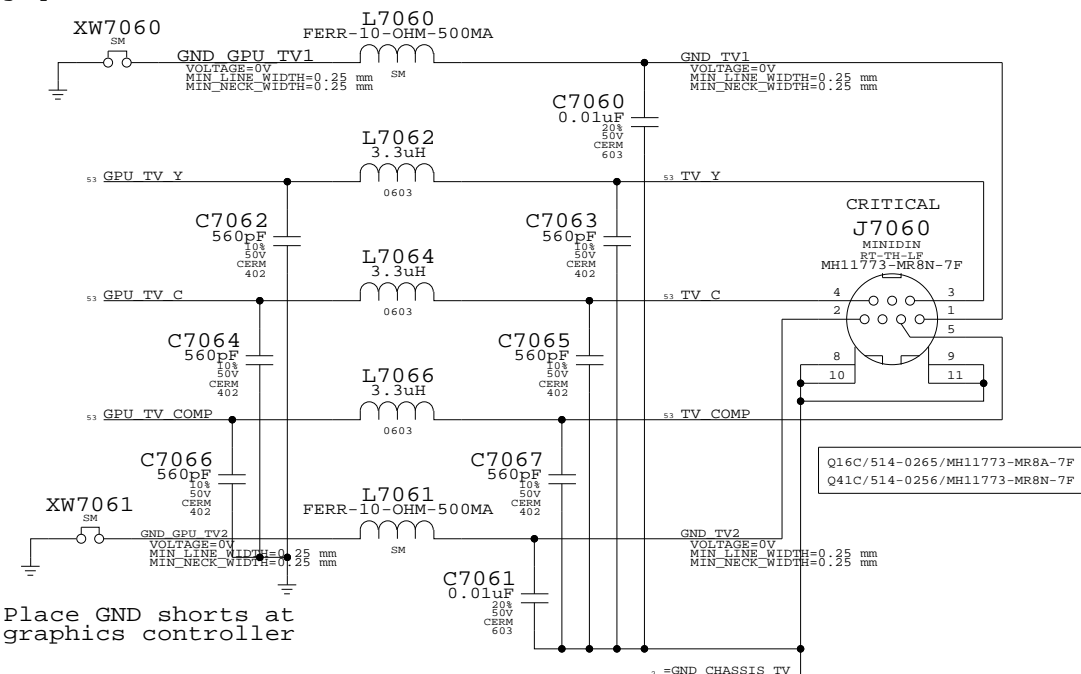 XW7060
SM
GND_GPU_TV1
VOLTAGE=0V
MIN_LINE_WIDTH=0.25 mm
MIN_NECK_WIDTH=0.25 mm
L7060
FERR-10-OHM-500MA
SM
GND_TV1
VOLTAGE=0V
MIN_LINE_WIDTH=0.25 mm
MIN_NECK_WIDTH=0.25 mm
C7060
0.01uF
20%
50V
CERM
603
L7062
3.3uH
0603
53 GPU_TV_Y
53 TV_Y
C7062
560pF
10%
50V
CERM
402
C7063
560pF
10%
50V
CERM
402
CRITICAL
J7060
MINIDIN
RT-TH-LF
MH11773-MR8N-7F
4
3
2
1
5
8
9
10
11
L7064
3.3uH
0603
53 GPU_TV_C
53 TV_C
C7064
560pF
10%
50V
CERM
402
C7065
560pF
10%
50V
CERM
402
L7066
3.3uH
0603
53 GPU_TV_COMP
53 TV_COMP
C7066
560pF
10%
50V
CERM
402
C7067
560pF
10%
50V
CERM
402
Q16C/514-0265/MH11773-MR8A-7F
Q41C/514-0256/MH11773-MR8N-7F
XW7061
SM
GND_GPU_TV2
VOLTAGE=0V
MIN_LINE_WIDTH=0.25 mm
MIN_NECK_WIDTH=0.25 mm
L7061
FERR-10-OHM-500MA
SM
GND_TV2
VOLTAGE=0V
MIN_LINE_WIDTH=0.25 mm
MIN_NECK_WIDTH=0.25 mm
C7061
0.01uF
20%
50V
CERM
603
Place GND shorts at
graphics controller
=GND_CHASSIS_TV